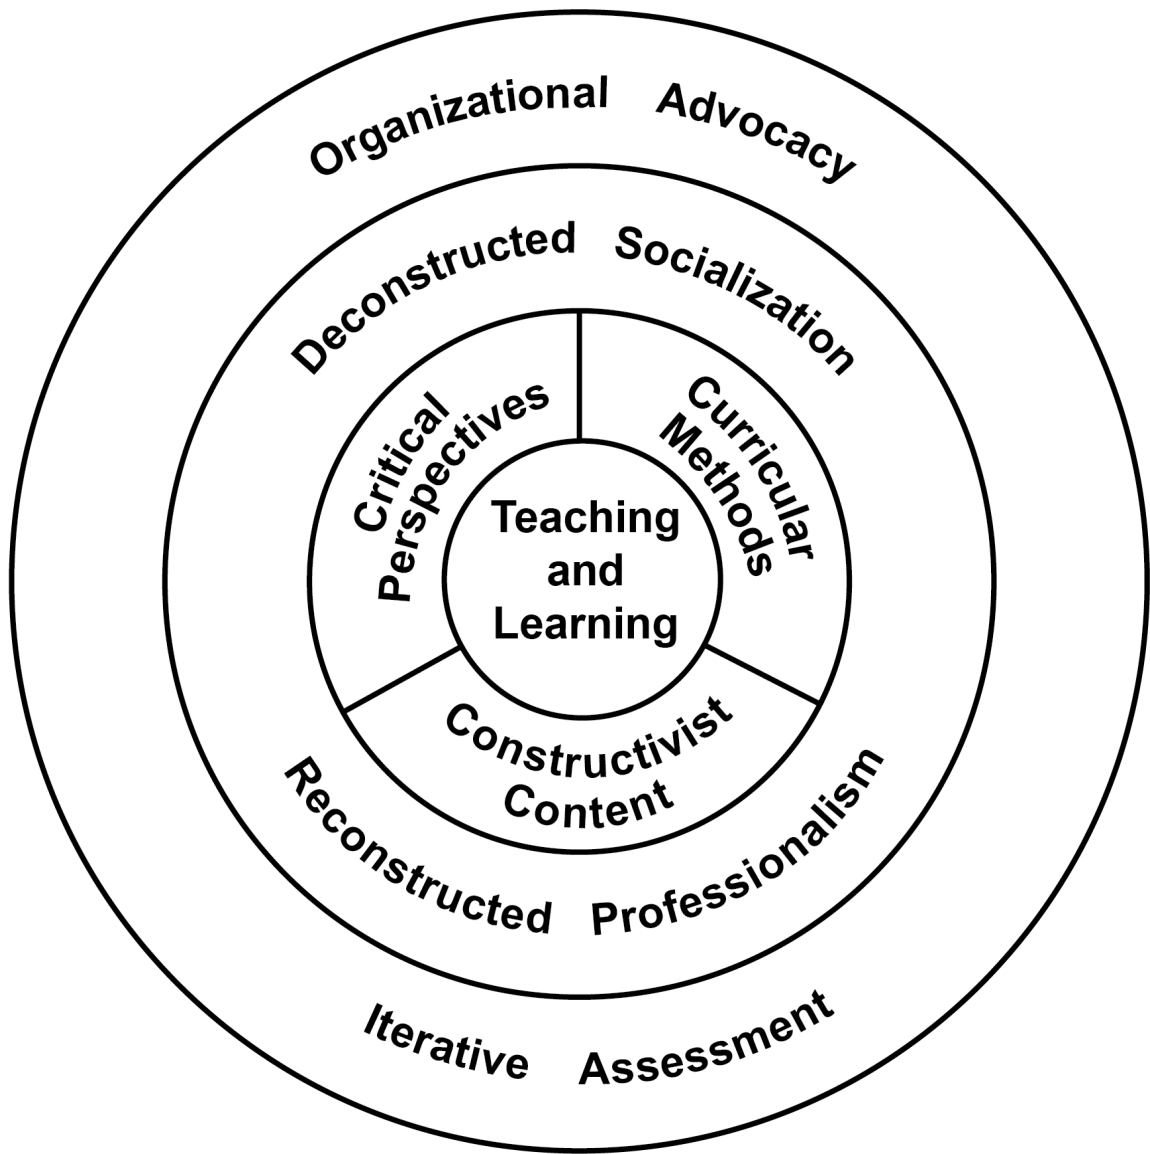 Organizational Advocacy
Deconstructed Socialization
Critical
Perspectives
Curricular
Methods
Teaching
and
Learning
Constructivist
Content
Reconstructed Professionalism
Iterative Assessment